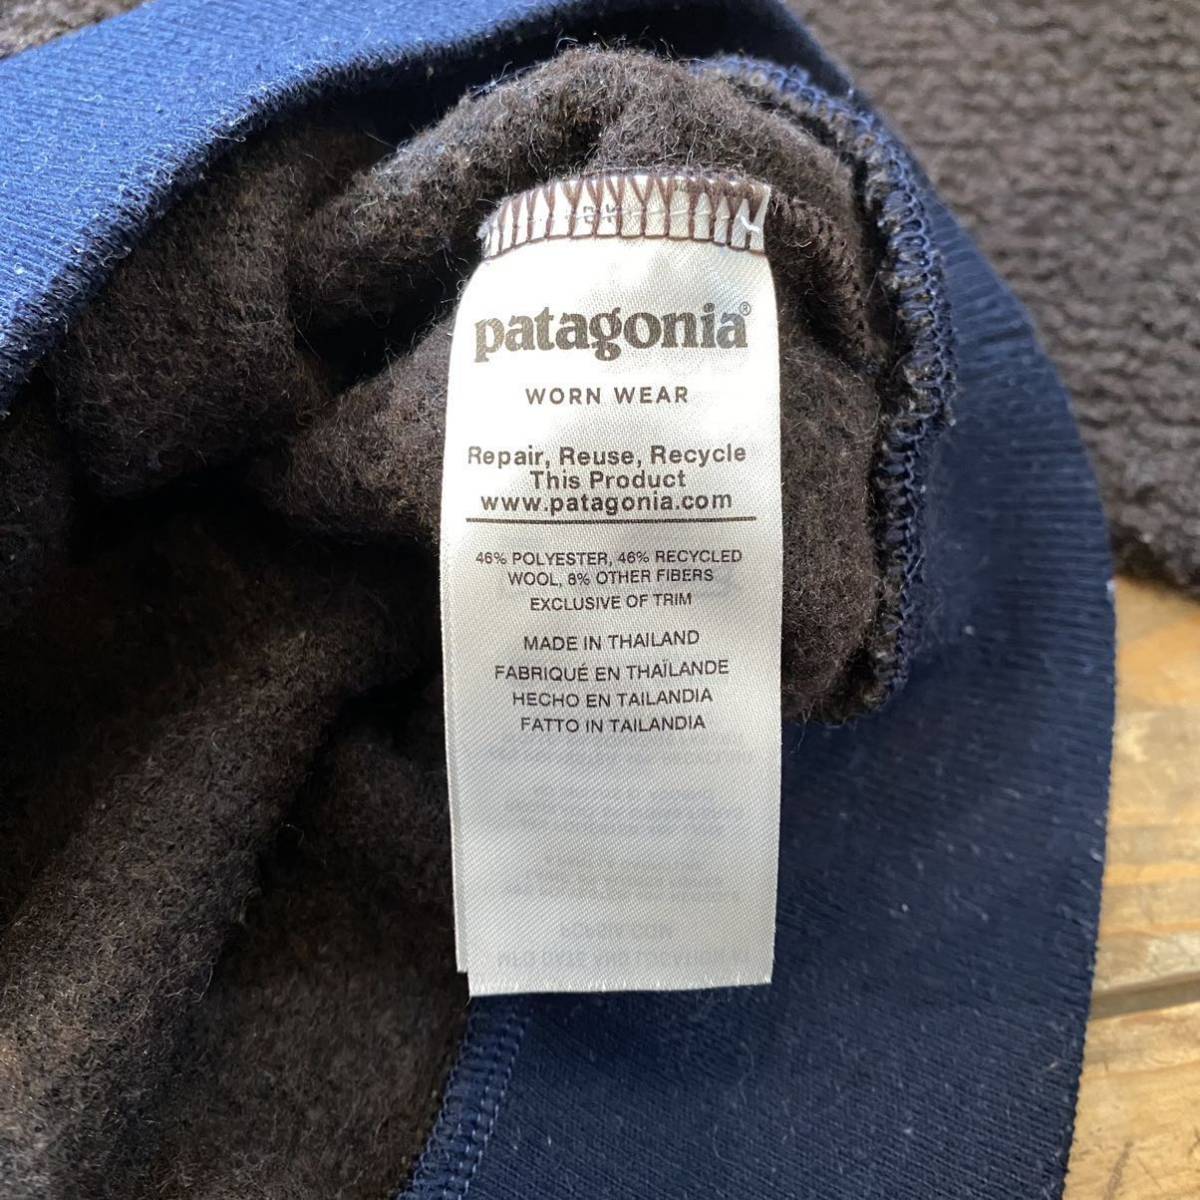 patagonia®
WORN WEAR
Repair, Reuse, Recycle
This Product
www.patagonia.com
46% POLYESTER, 46% RECYCLED
WOOL, 8% OTHER FIBERS
EXCLUSIVE OF TRIM
MADE IN THAILAND
FABRIQUÉ EN THAÏLANDE
HECHO EN TAILANDIA
FATTO IN TAILANDIA